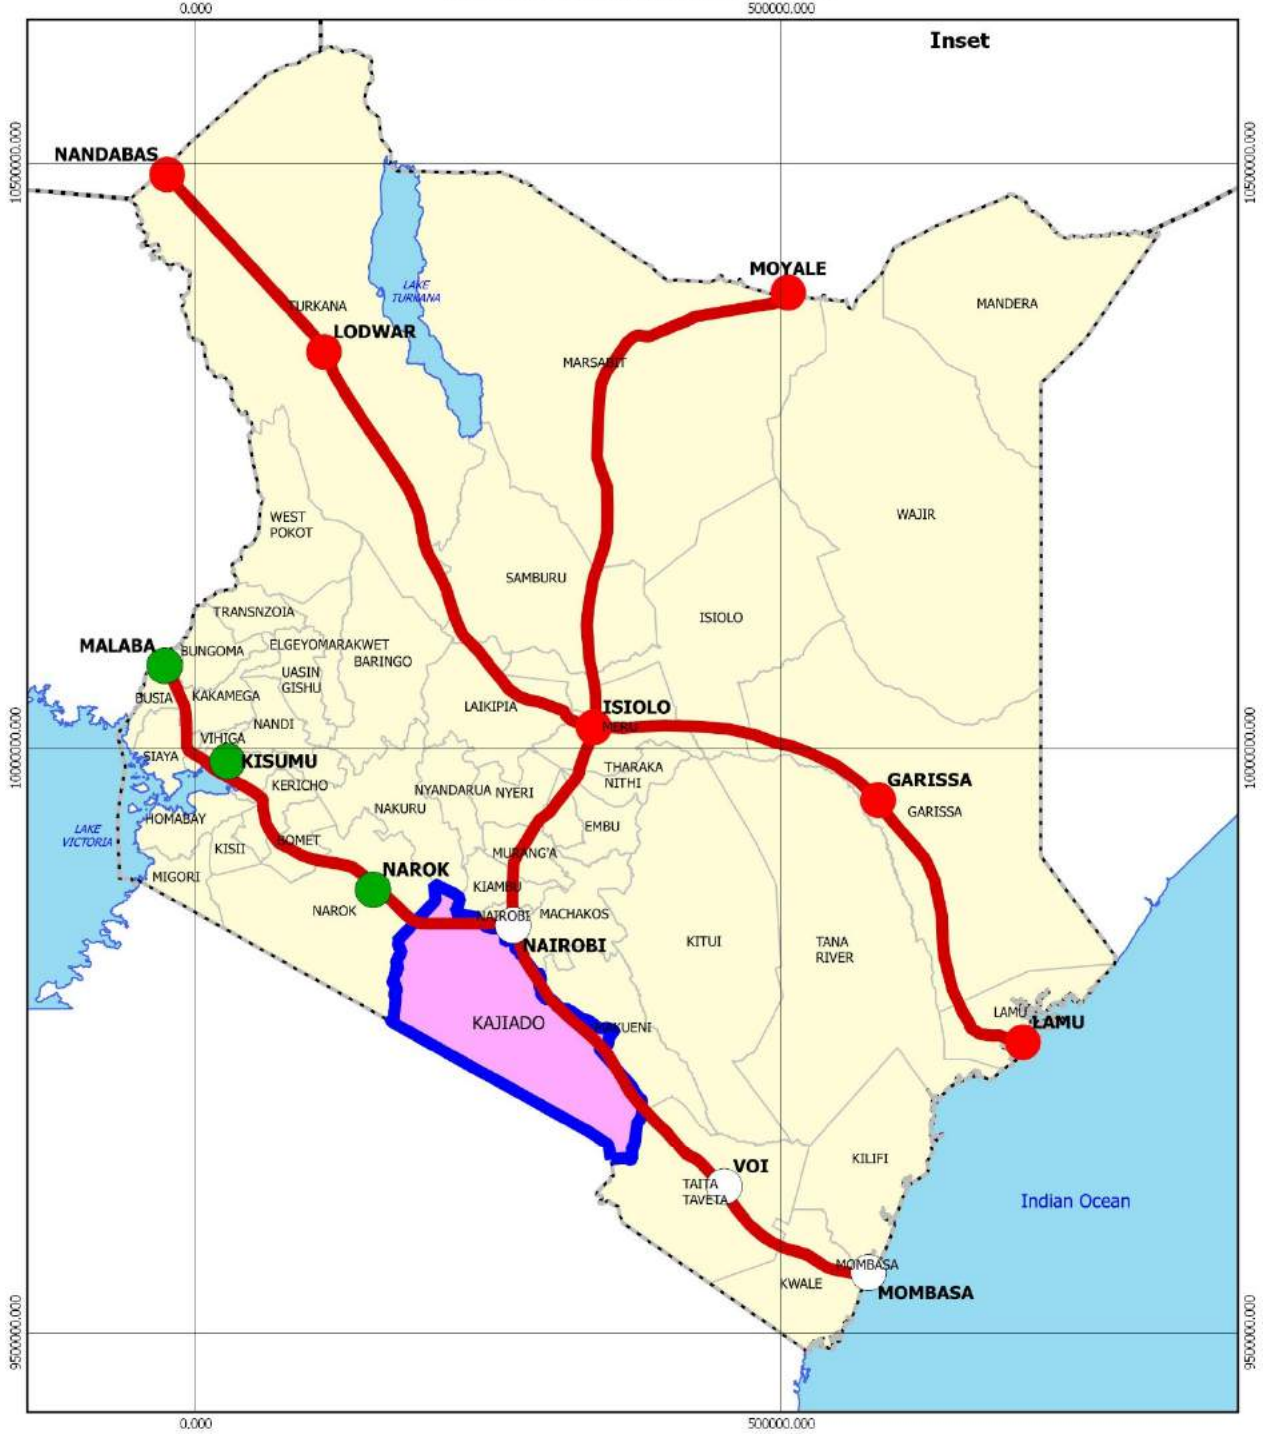 0.000
500000.000
Inset
NANDABAS
10500000.000
10500000.000
MOYALE
LAKE
TURKANA
TURKANA
MANDERA
LODWAR
MARSABIT
WEST
POKOT
WAJIR
SAMBURU
TRANSNZOIA
ISIOLO
MALABA
BUNGOMA
ELGEYOMARAKWET
BARINGO
UASIN
GISHU
BUSIA
KAKAMEGA
LAIKIPIA
ISIOLO
MERU
NANDI
VIHIGA
10000000.000
10000000.000
SIAYA
KISUMU
THARAKA
NITHI
KERICHO
NYANDARUA
NYERI
GARISSA
GARISSA
NAKURU
HOMABAY
LAKE
VICTORIA
EMBU
KISII
BOMET
MURANG'A
NAROK
MIGORI
KIAMBU
NAROK
NAIROBI
MACHAKOS
NAIROBI
KITUI
TANA
RIVER
LAMU
LAMU
KAJIADO
MAKUENI
KILIFI
VOI
TAITA
TAVETA
Indian Ocean
MOMBASA
KWALE
MOMBASA
9500000.000
9500000.000
0.000
500000.000